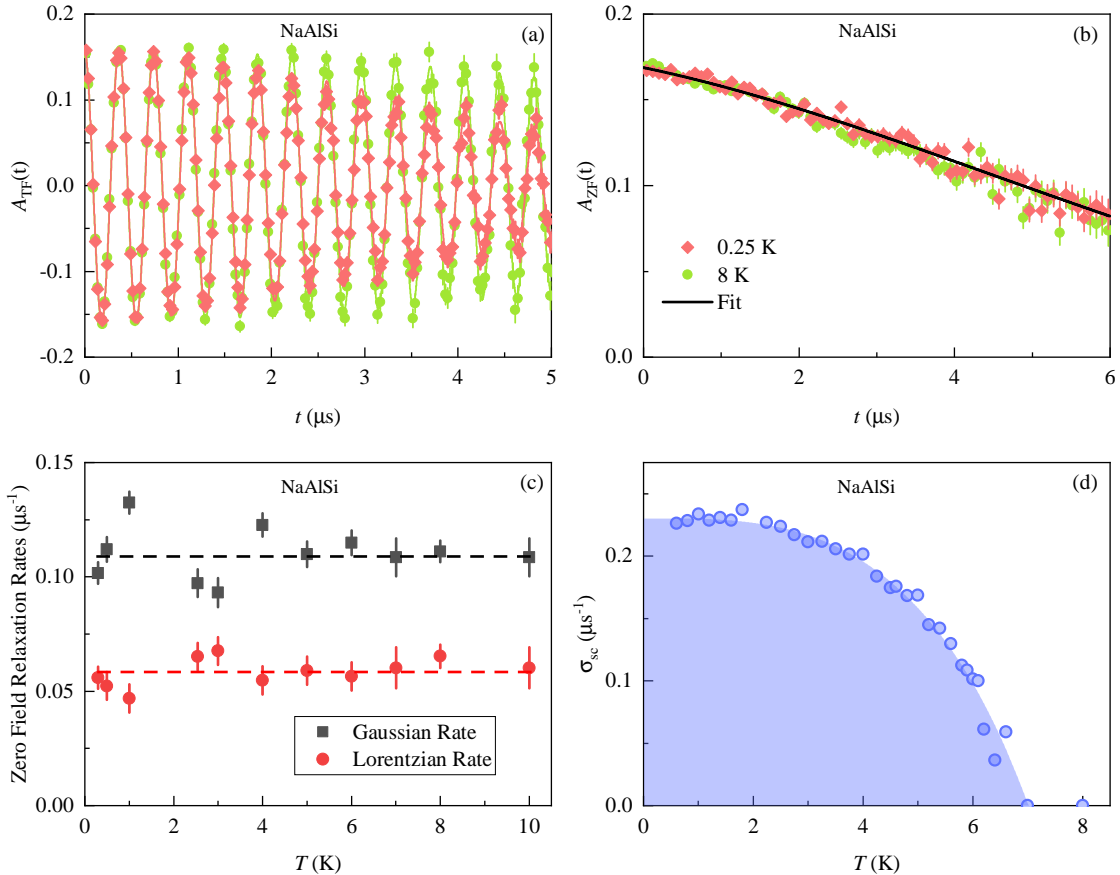 NaAlSi
(a)
0.2
0.1
0.0
-0.1
-0.2
A_TF(t)
0 1 2 3 4 5
t (μs)
NaAlSi
(b)
0.2
0.1
0.0
A_ZF(t)
0.25 K
8 K
Fit
0 2 4 6
t (μs)
NaAlSi
(c)
0.15
0.10
0.05
0.00
Zero Field Relaxation Rates (μs⁻¹)
Gaussian Rate
Lorentzian Rate
0 2 4 6 8 10
T (K)
NaAlSi
(d)
0.2
0.1
0.0
σ_sc (μs⁻¹)
0 2 4 6 8
T (K)